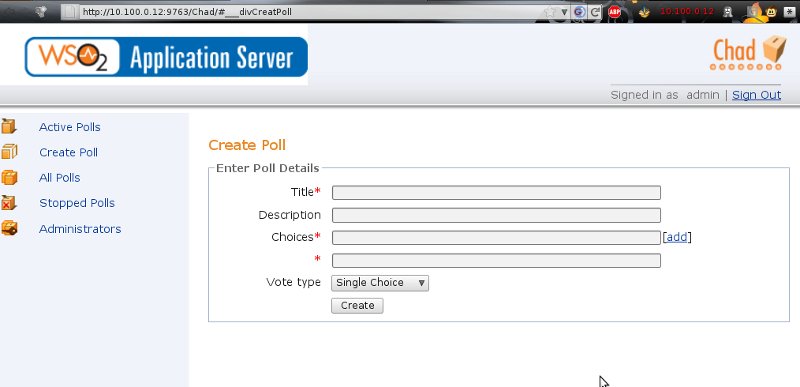 http://10.100.0.12:9763/Chad/#___divCreatPoll
ABP
10.100.0.12
WSO2 Application Server
Chad
Signed in as admin | Sign Out
Active Polls
Create Poll
All Polls
Stopped Polls
Administrators
Create Poll
Enter Poll Details
Title*
Description
Choices* [add]
*
Vote type Single Choice
Create